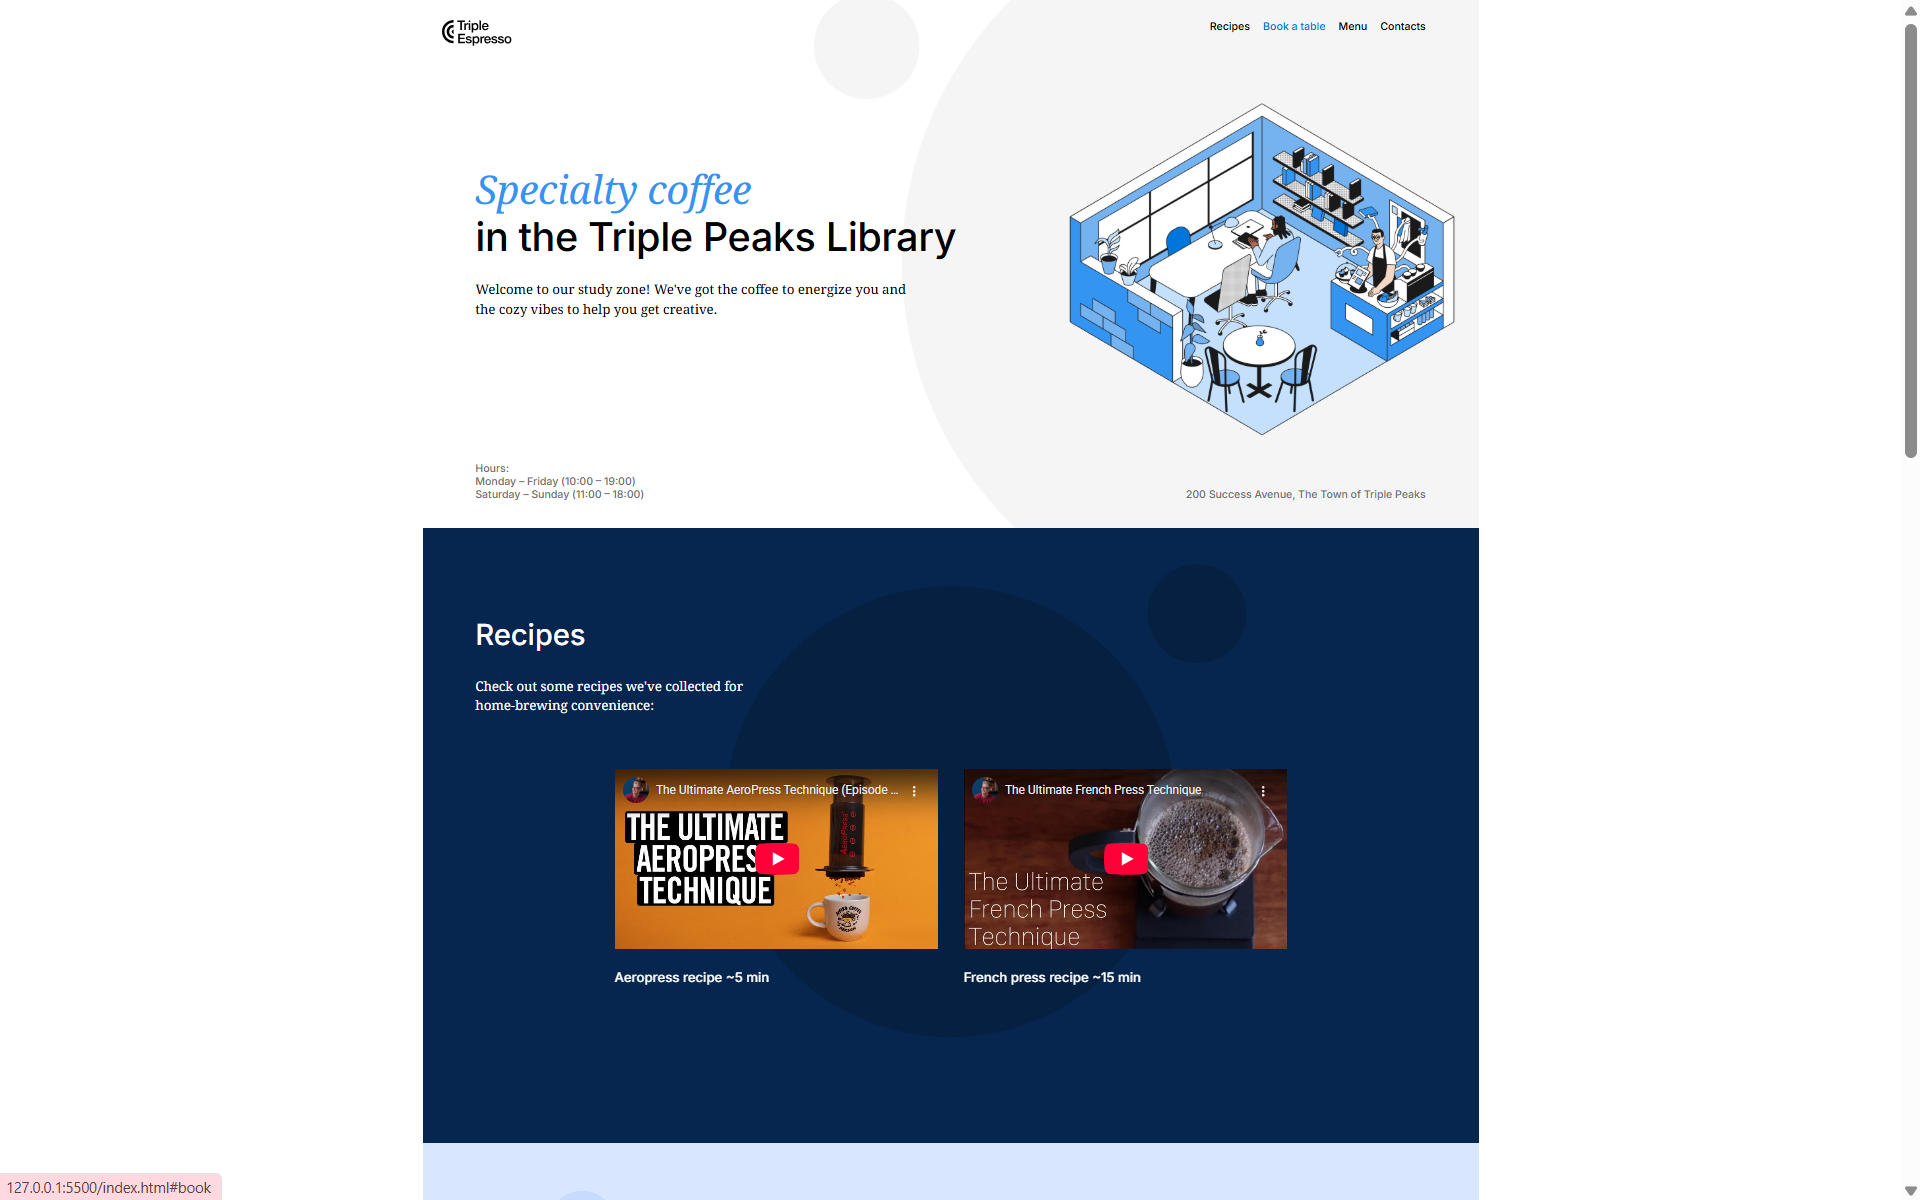 Triple
Espresso
Recipes Book a table Menu Contacts
Specialty coffee
in the Triple Peaks Library
Welcome to our study zone! We've got the coffee to energize you and
the cozy vibes to help you get creative.
Hours:
Monday – Friday (10:00 – 19:00)
Saturday – Sunday (11:00 – 18:00)
200 Success Avenue, The Town of Triple Peaks
Recipes
Check out some recipes we've collected for
home-brewing convenience:
The Ultimate AeroPress Technique (Episode ...
THE ULTIMATE
AEROPRES
TECHNIQUE
The Ultimate French Press Technique
The Ultimate
French Press
Technique
Aeropress recipe ~5 min
French press recipe ~15 min
127.0.0.1:5500/index.html#book